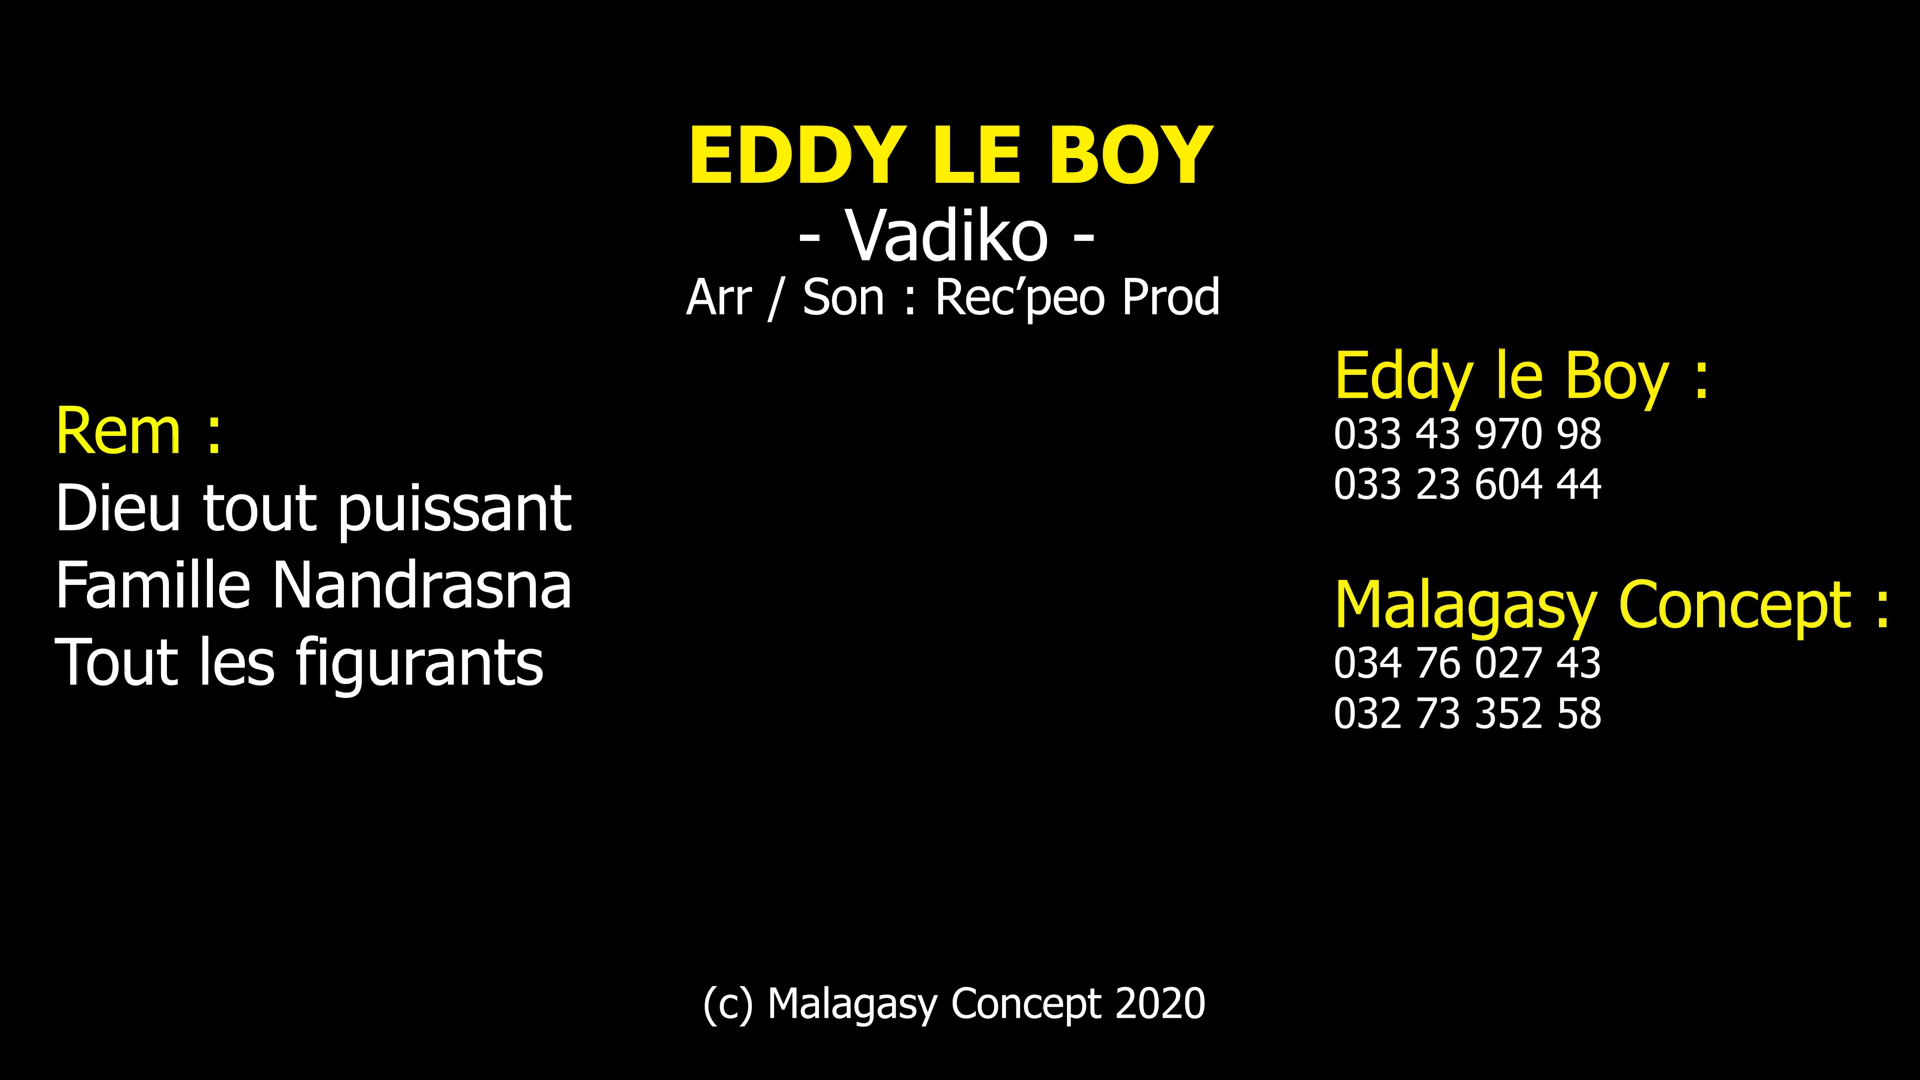 EDDY LE BOY
- Vadiko -
Arr / Son : Rec’peo Prod
Rem :
Dieu tout puissant
Famille Nandrasna
Tout les figurants
Eddy le Boy :
033 43 970 98
033 23 604 44
Malagasy Concept :
034 76 027 43
032 73 352 58
(c) Malagasy Concept 2020